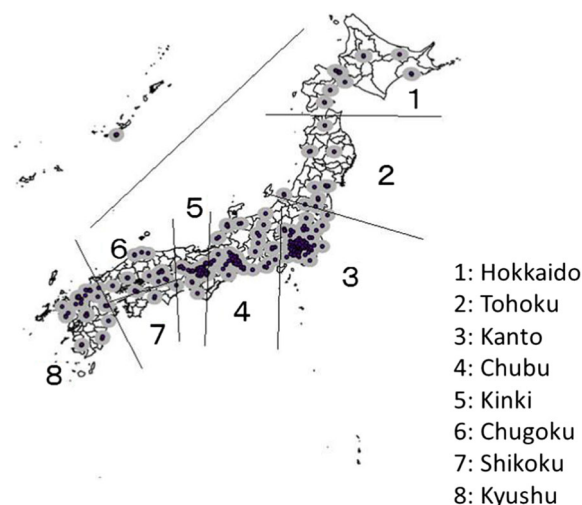 1
2
5
6
3
4
7
8
1: Hokkaido
2: Tohoku
3: Kanto
4: Chubu
5: Kinki
6: Chugoku
7: Shikoku
8: Kyushu